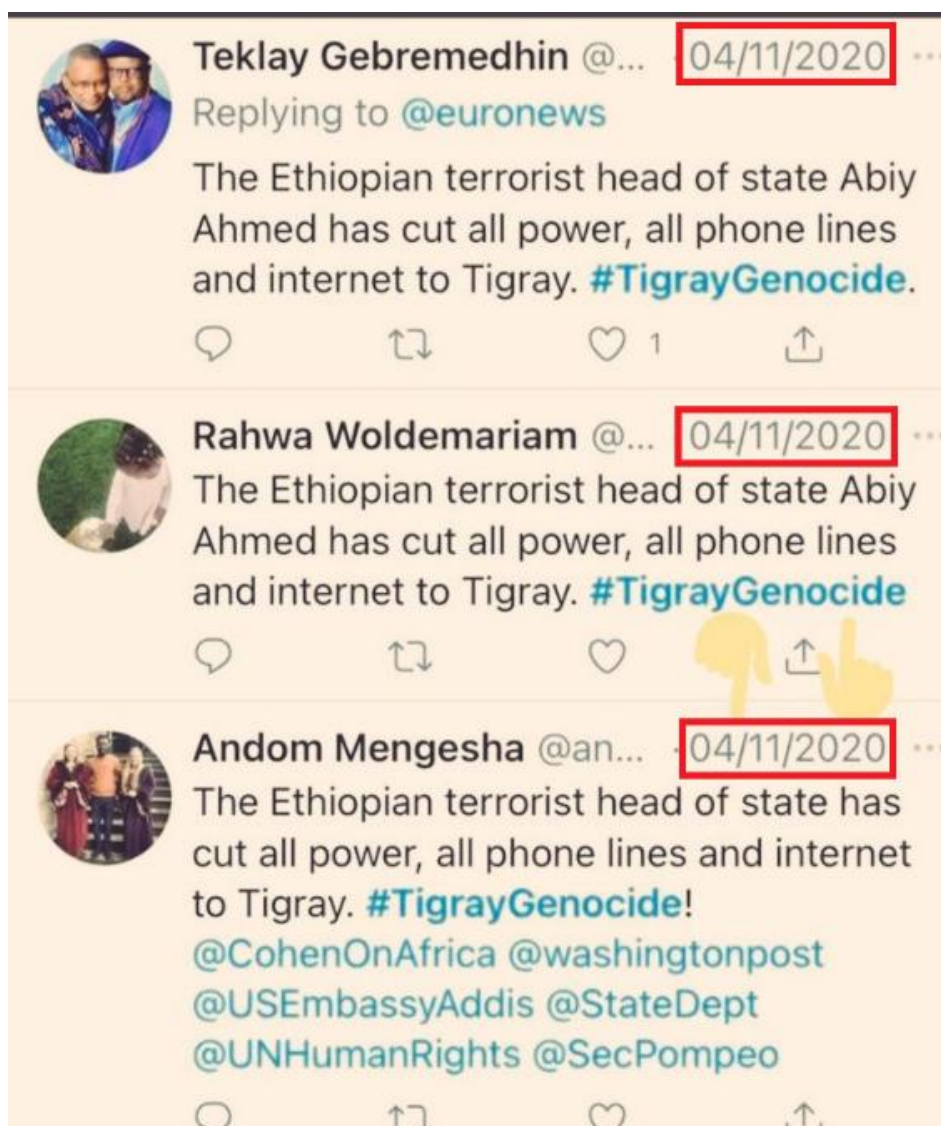 Teklay Gebremedhin @... · 04/11/2020 ...
Replying to @euronews
The Ethiopian terrorist head of state Abiy
Ahmed has cut all power, all phone lines
and internet to Tigray. #TigrayGenocide.
1
Rahwa Woldemariam @... 04/11/2020 ...
The Ethiopian terrorist head of state Abiy
Ahmed has cut all power, all phone lines
and internet to Tigray. #TigrayGenocide
Andom Mengesha @an... · 04/11/2020 ...
The Ethiopian terrorist head of state has
cut all power, all phone lines and internet
to Tigray. #TigrayGenocide!
@CohenOnAfrica @washingtonpost
@USEmbassyAddis @StateDept
@UNHumanRights @SecPompeo